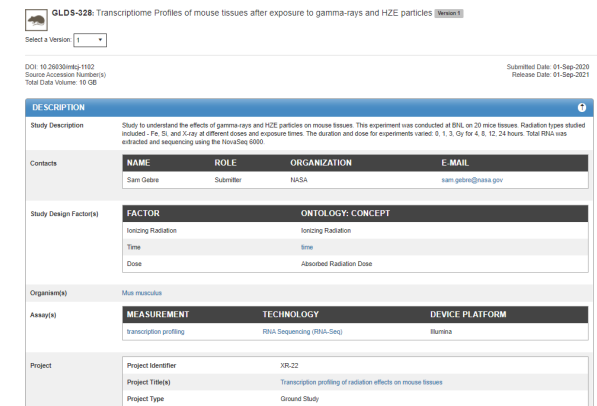 GLDS-328: Transcriptome Profiles of mouse tissues after exposure to gamma-rays and HZE particles Version 1
Select a Version: 1
DOI: 10.26030/mtcj-1102
Submitted Date: 01-Sep-2020
Source Accession Number(s)
Release Date: 01-Sep-2021
Total Data Volume: 10 GB
DESCRIPTION
Study Description
Study to understand the effects of gamma-rays and HZE particles on mouse tissues. This experiment was conducted at BNL on 20 mice tissues. Radiation types studied
included - Fe, Si, and X-ray at different doses and exposure times. The duration and dose for experiments varied: 0, 1, 3, Gy for 4, 8, 12, 24 hours. Total RNA was
extracted and sequencing using the NovaSeq 6000.
Contacts
NAME ROLE ORGANIZATION E-MAIL
Sam Gebre Submitter NASA sam.gebre@nasa.gov
Study Design Factor(s)
FACTOR ONTOLOGY: CONCEPT
Ionizing Radiation Ionizing Radiation
Time time
Dose Absorbed Radiation Dose
Organism(s) Mus musculus
Assay(s)
MEASUREMENT TECHNOLOGY DEVICE PLATFORM
transcription profiling RNA Sequencing (RNA-Seq) Illumina
Project
Project Identifier XR-22
Project Title(s) Transcription profiling of radiation effects on mouse tissues
Project Type Ground Study